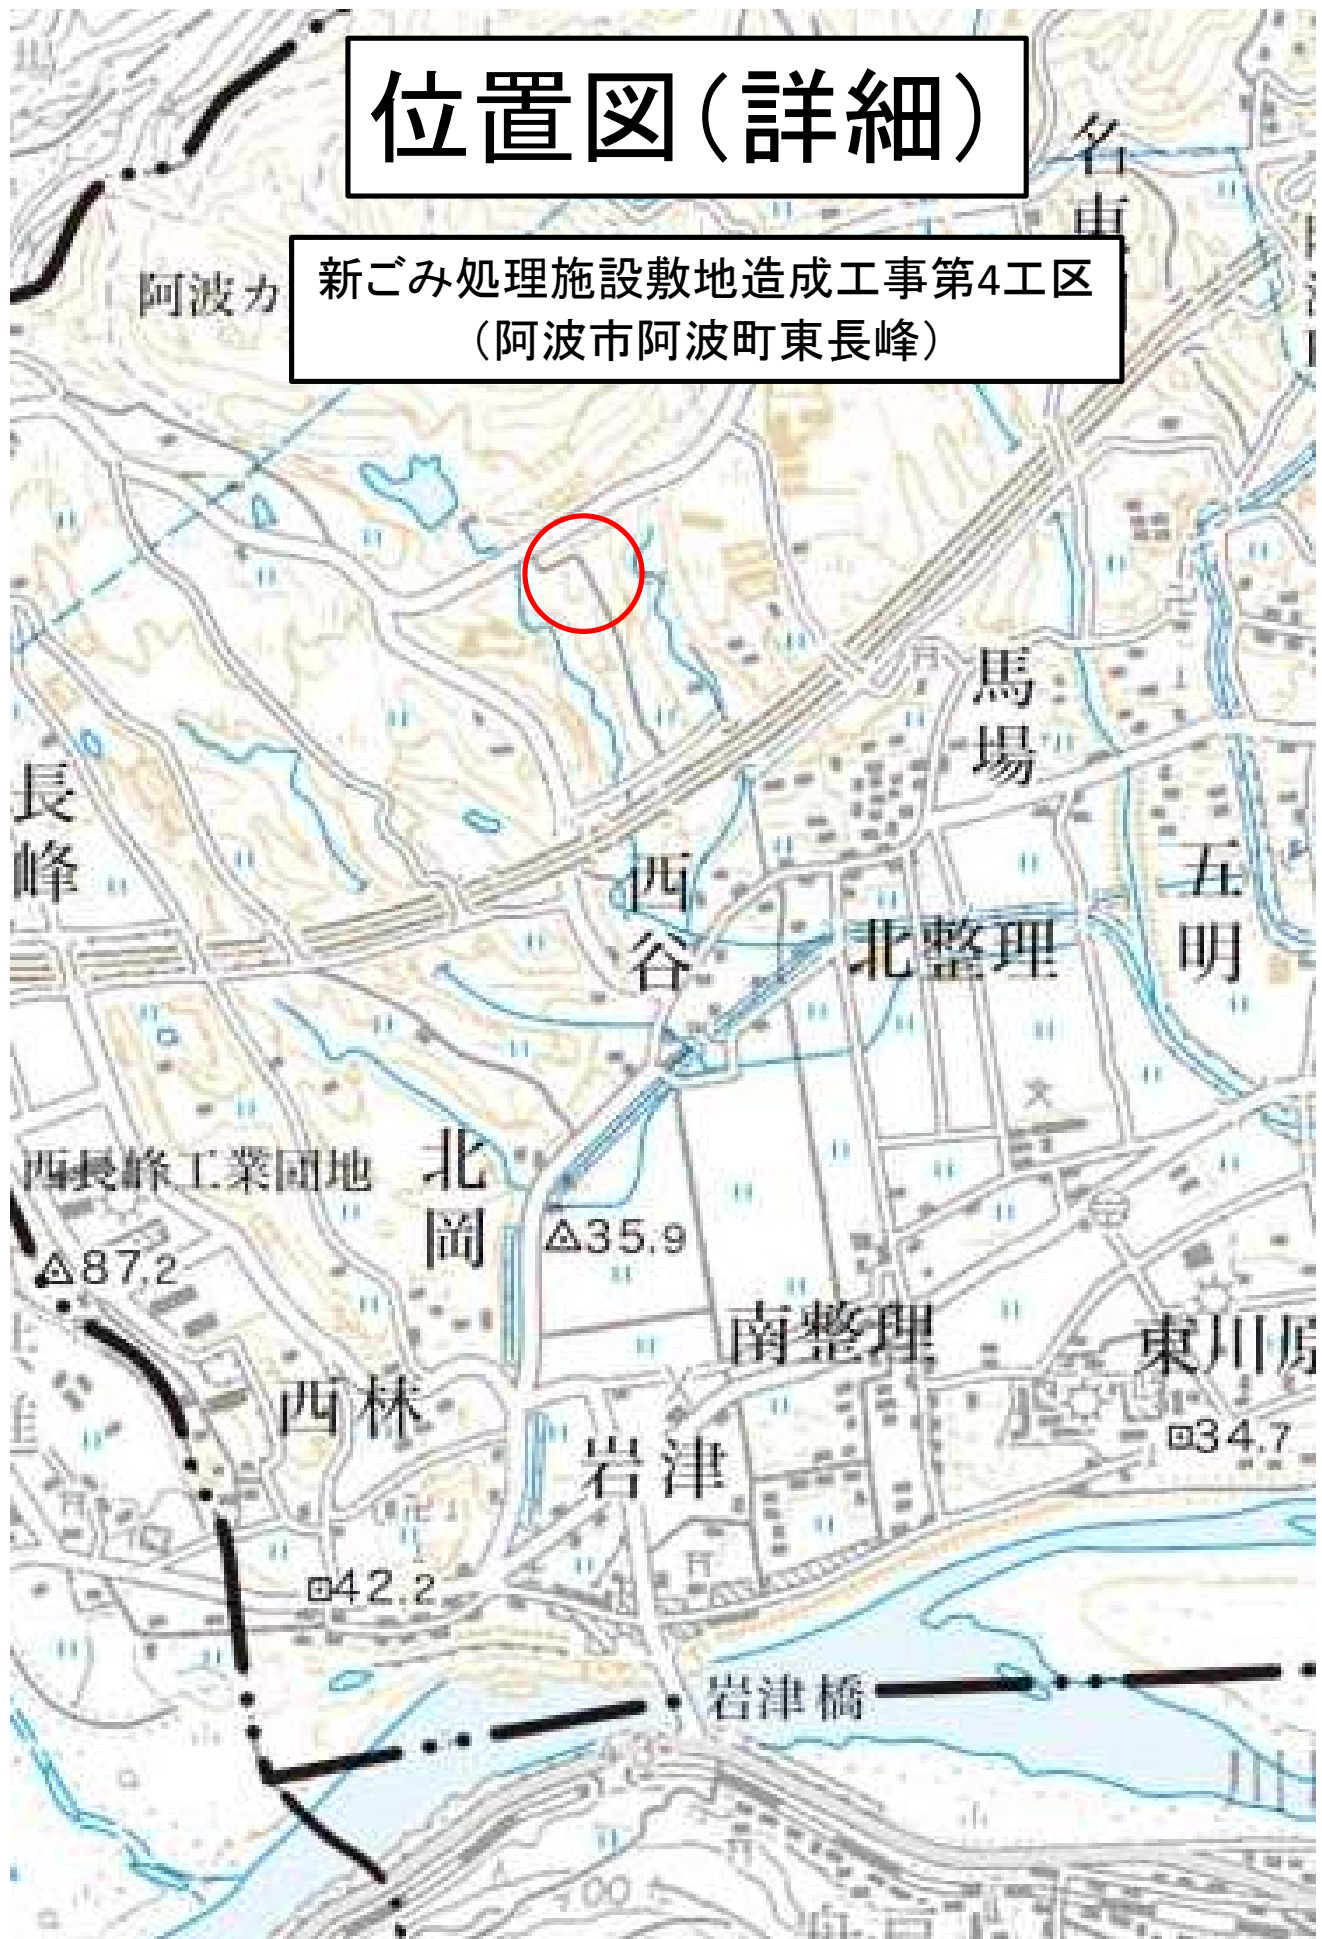 位置図（詳細）
新ごみ処理施設敷地造成工事第4工区
（阿波市阿波町東長峰）
名東
阿波カ
馬場
長峰
西谷
五明
北整理
西長峰工業団地
北岡
△35.9
△87.2
南整理
東川原
西林
34.7
岩津
42.2
岩津橋